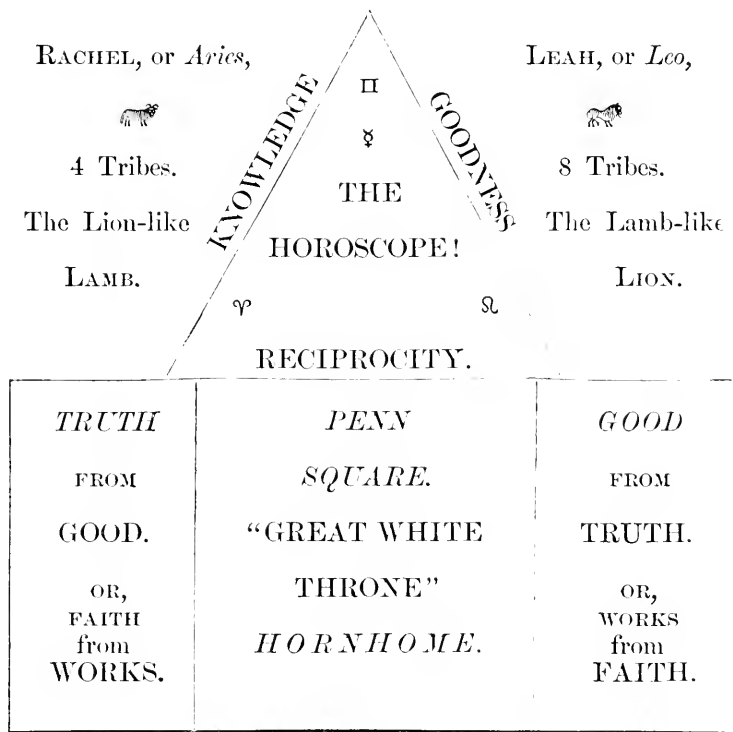 RACHEL, or Aries,
4 Tribes.
The Lion-like
LAMB.
KNOWLEDGE
♊
☿
THE
HOROSCOPE!
♈ ♌
RECIPROCITY.
GOODNESS
LEAH, or Leo,
8 Tribes.
The Lamb-like
LION.
TRUTH
FROM
GOOD.
OR,
FAITH
from
WORKS.
PENN
SQUARE.
“GREAT WHITE
THRONE”
HORNHOME.
GOOD
FROM
TRUTH.
OR,
WORKS
from
FAITH.